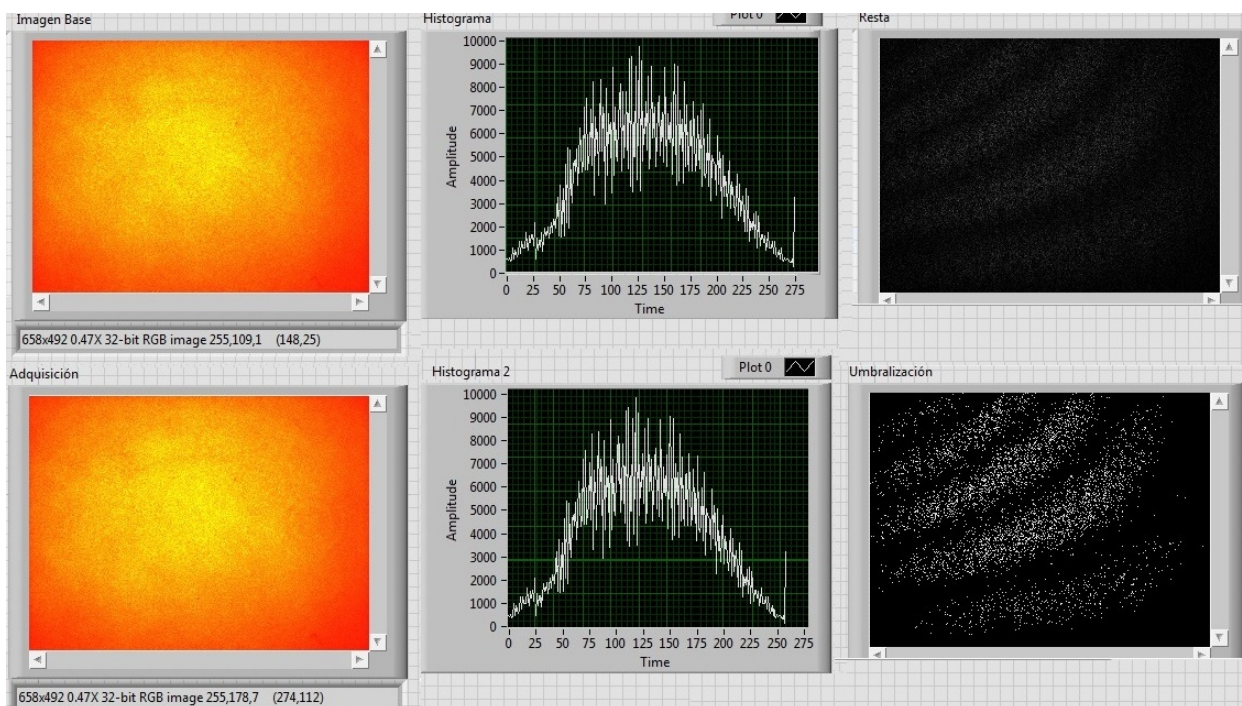 Imagen Base
Histograma
Plot 0
Resta
10000
9000
8000
7000
6000
5000
4000
3000
2000
1000
0
Amplitude
0 25 50 75 100 125 150 175 200 225 250 275
Time
658x492 0.47X 32-bit RGB image 255,109,1 (148,25)
Adquisición
Histograma 2
Plot 0
Umbralización
10000
9000
8000
7000
6000
5000
4000
3000
2000
1000
0
Amplitude
0 25 50 75 100 125 150 175 200 225 250 275
Time
658x492 0.47X 32-bit RGB image 255,178,7 (274,112)